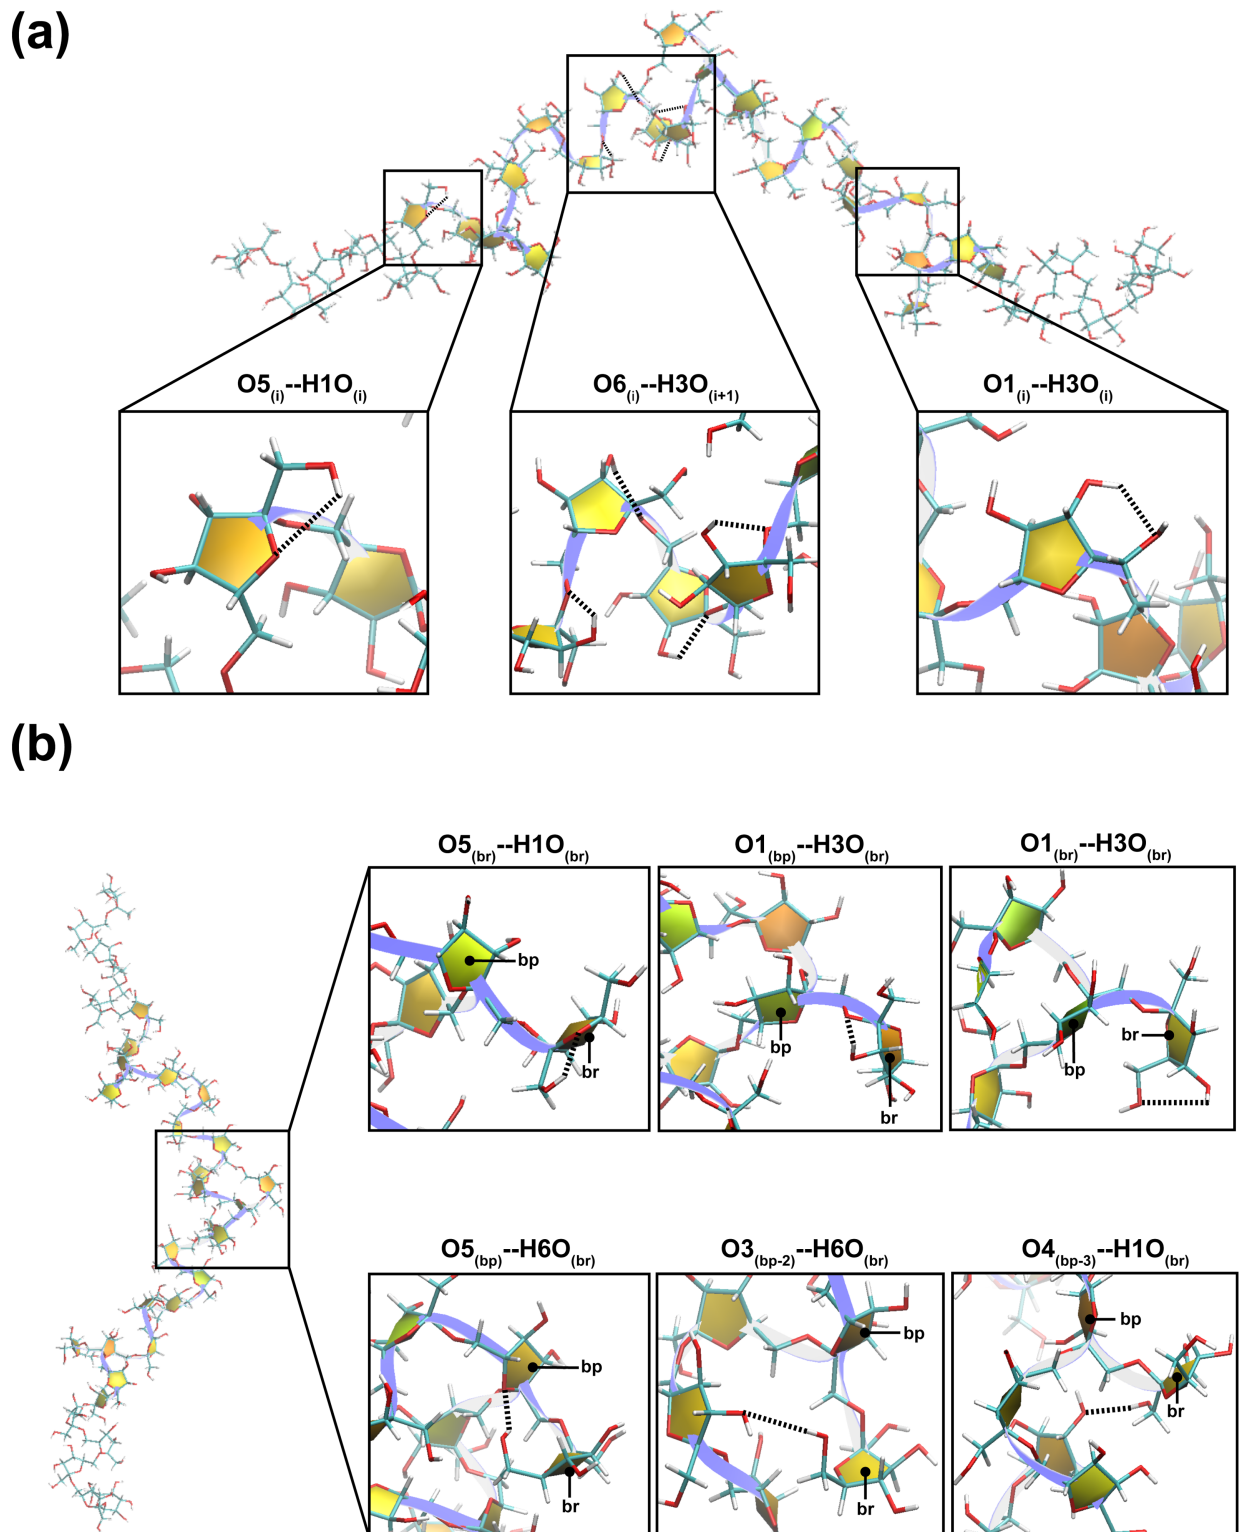 (a)
O5(i)--H1O(i)
O6(i)--H3O(i+1)
O1(i)--H3O(i)
(b)
O5(br)--H1O(br)
O1(bp)--H3O(br)
O1(br)--H3O(br)
bp
br
bp
br
bp
br
O5(bp)--H6O(br)
O3(bp-2)--H6O(br)
O4(bp-3)--H1O(br)
bp
br
bp
br
bp
br